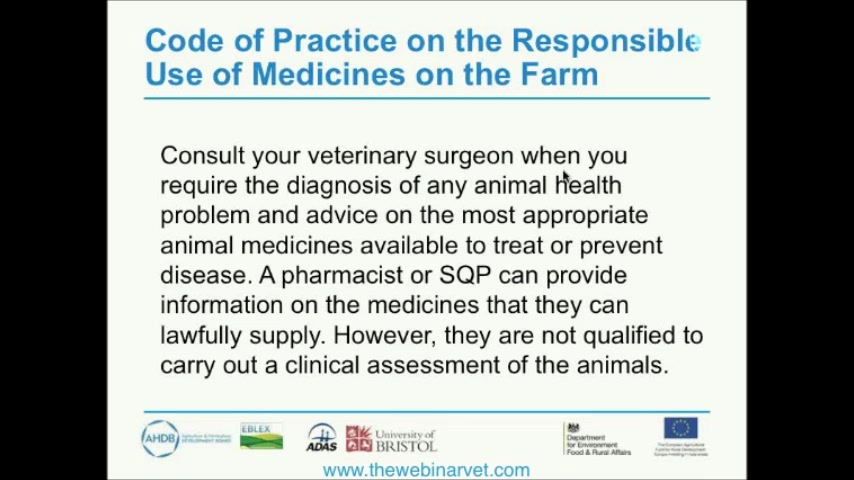 Code of Practice on the Responsible
Use of Medicines on the Farm
Consult your veterinary surgeon when you
require the diagnosis of any animal health
problem and advice on the most appropriate
animal medicines available to treat or prevent
disease. A pharmacist or SQP can provide
information on the medicines that they can
lawfully supply. However, they are not qualified to
carry out a clinical assessment of the animals.
AHDB
EBLEX
ADAS
University of
BRISTOL
Department
for Environment
Food & Rural Affairs
www.thewebinarvet.com